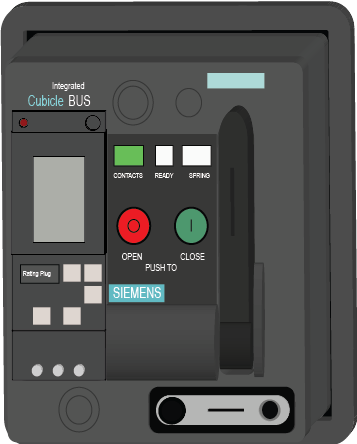 Integrated
Cubicle BUS
CONTACTS READY SPRING
OPEN CLOSE
PUSH TO
Rating Plug
SIEMENS